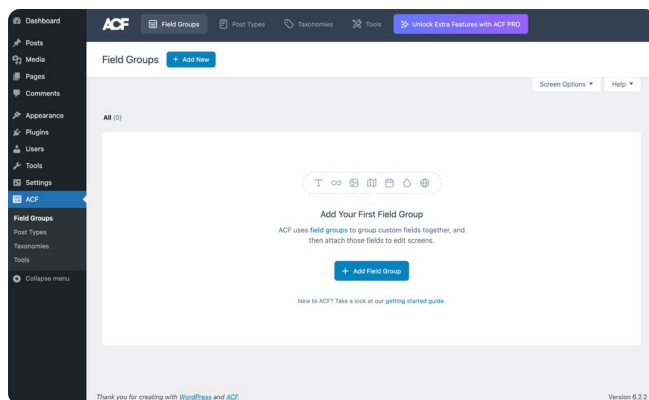 Dashboard
Posts
Media
Pages
Comments
Appearance
Plugins
Users
Tools
Settings
ACF
Field Groups
Post Types
Taxonomies
Tools
Collapse menu
ACF Field Groups Post Types Taxonomies Tools Unlock Extra Features with ACF PRO
Field Groups + Add New
Screen Options ▼ Help ▼
All (0)
Add Your First Field Group
ACF uses field groups to group custom fields together, and
then attach those fields to edit screens.
+ Add Field Group
New to ACF? Take a look at our getting started guide.
Thank you for creating with WordPress and ACF. Version 6.2.2